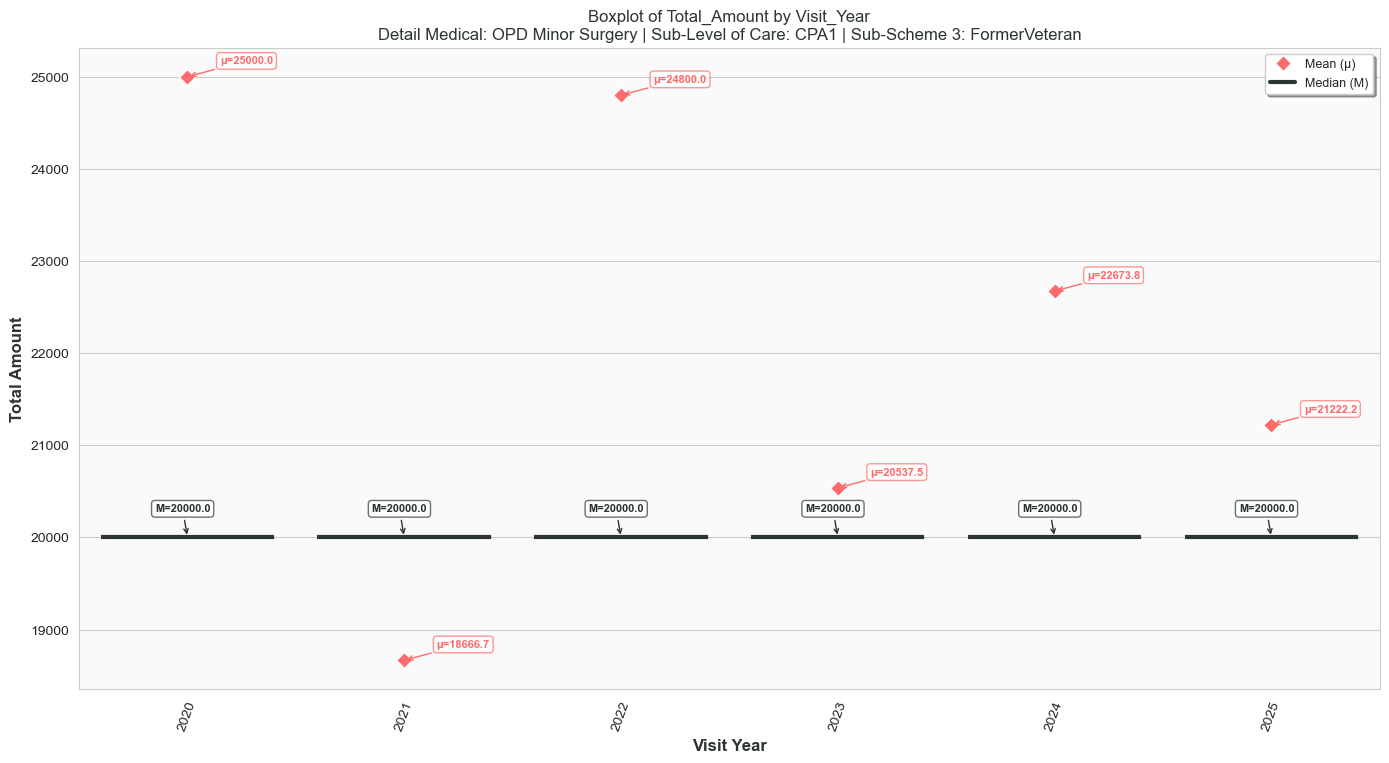 Boxplot of Total_Amount by Visit_Year
Detail Medical: OPD Minor Surgery | Sub-Level of Care: CPA1 | Sub-Scheme 3: FormerVeteran
Mean (μ)
Median (M)
Total Amount
25000
24000
23000
22000
21000
20000
19000
μ=25000.0
μ=18666.7
μ=24800.0
μ=20537.5
μ=22673.8
μ=21222.2
M=20000.0
M=20000.0
M=20000.0
M=20000.0
M=20000.0
M=20000.0
2020
2021
2022
2023
2024
2025
Visit Year